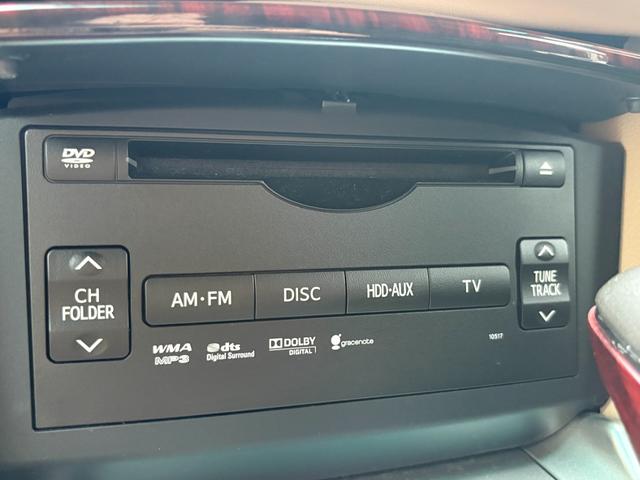 DVD
VIDEO
CH
FOLDER
AM•FM
DISC
HDD•AUX
TV
TUNE
TRACK
WMA
MP3
dts
Digital Surround
DOLBY
DIGITAL
gracenote
10517